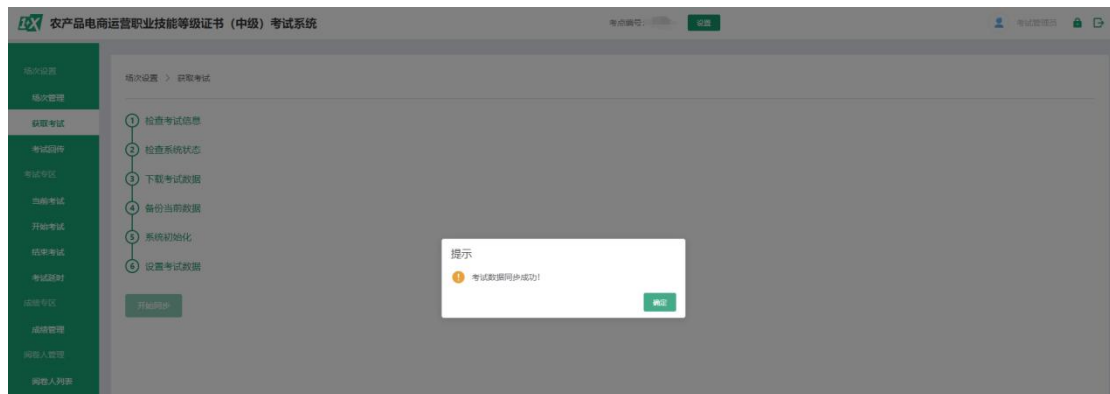 1+X 农产品电商运营职业技能等级证书（中级）考试系统
考点编号:
设置
考试管理员
场次设置
场次管理
获取考试
考试回传
考试专区
当前考试
开始考试
结束考试
考试延时
成绩专区
成绩管理
阅卷人管理
阅卷人列表
场次设置 > 获取考试
1 检查考试信息
2 检查系统状态
3 下载考试数据
4 备份当前数据
5 系统初始化
6 设置考试数据
开始同步
提示
考试数据同步成功!
确定